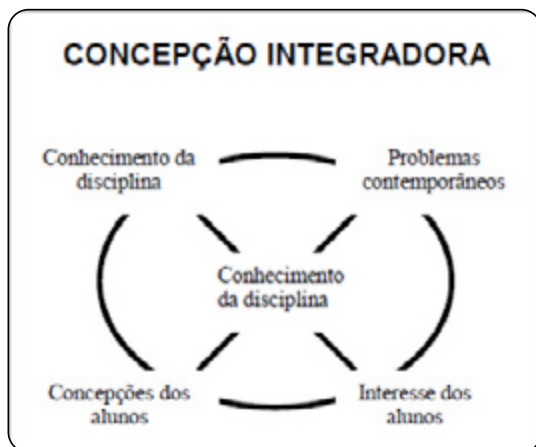 CONCEPÇÃO INTEGRADORA
Conhecimento da
disciplina
Problemas
contemporâneos
Conhecimento
da disciplina
Concepções dos
alunos
Interesse dos
alunos